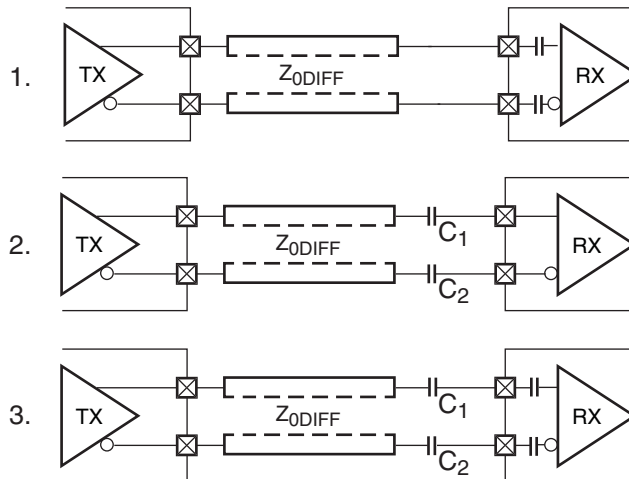 1.
TX
Z0DIFF
RX
2.
TX
Z0DIFF
C1
C2
RX
3.
TX
Z0DIFF
C1
C2
RX